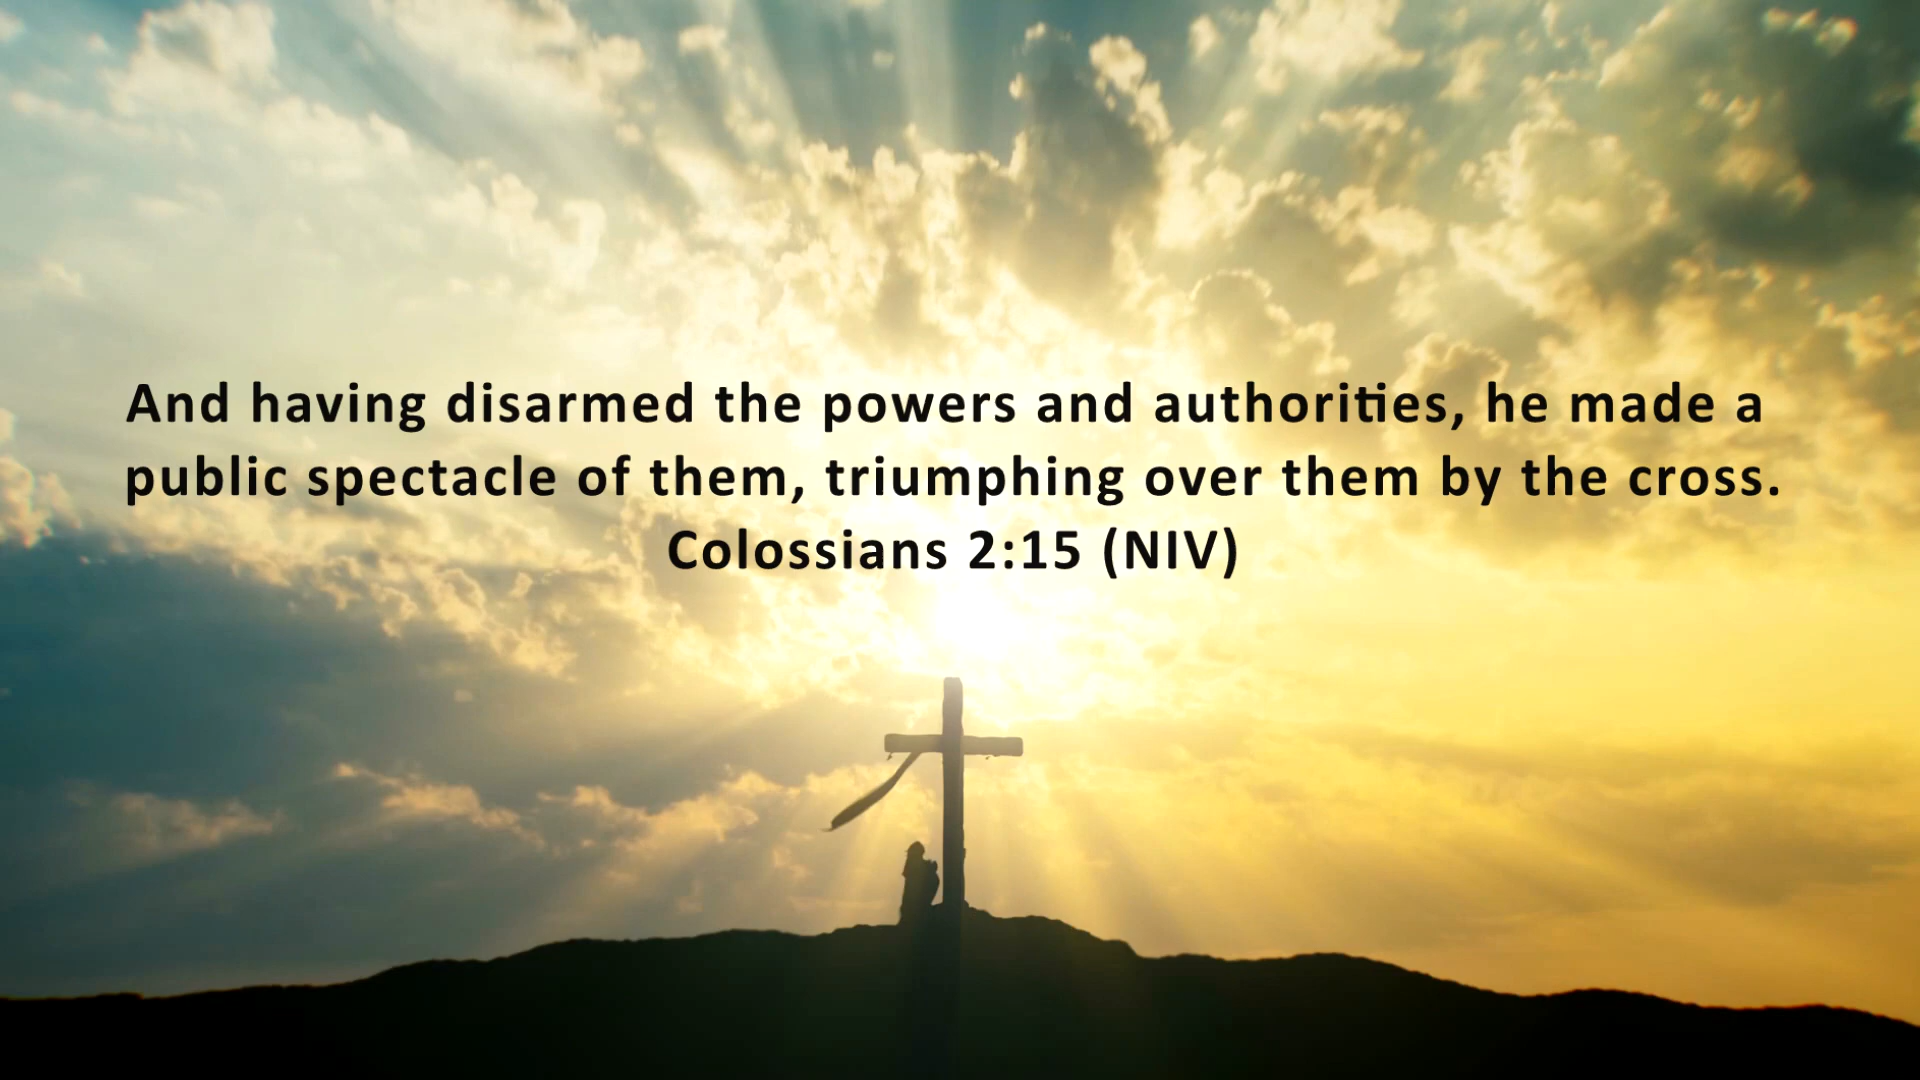 And having disarmed the powers and authorities, he made a
public spectacle of them, triumphing over them by the cross.
Colossians 2:15 (NIV)